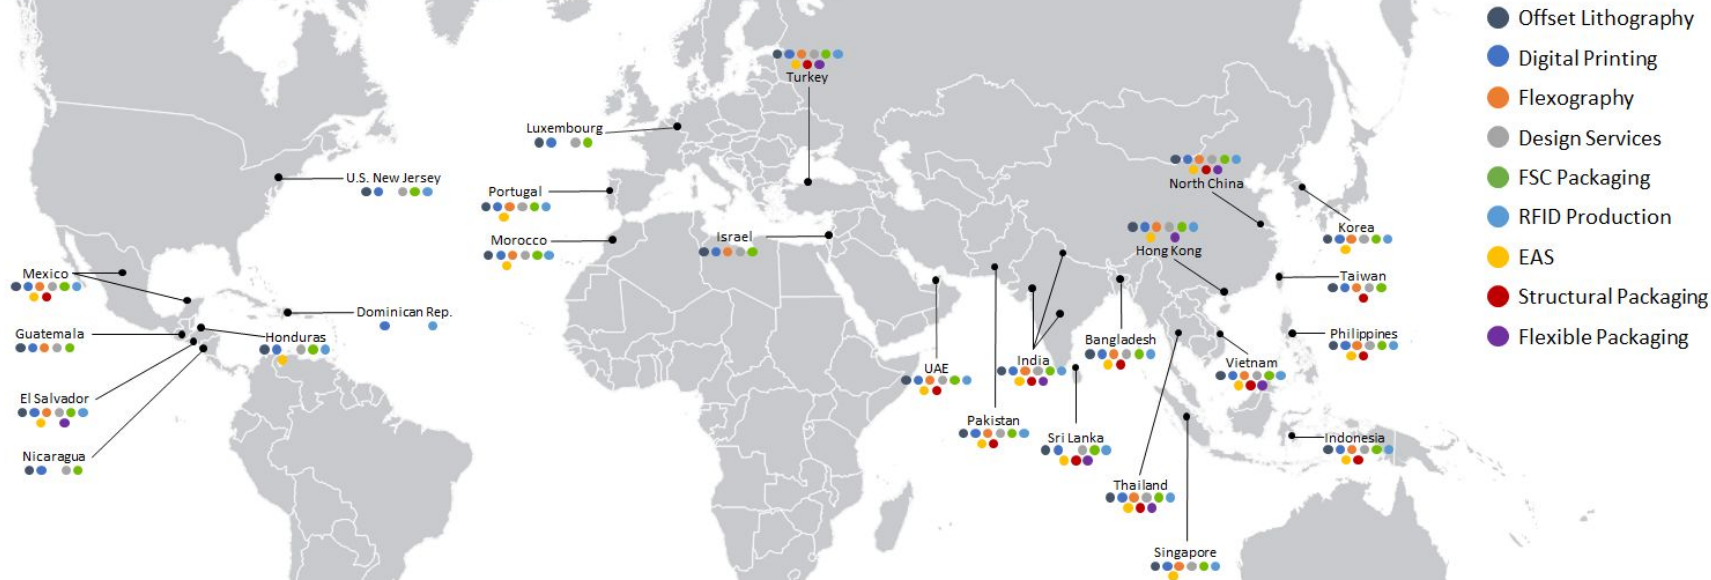 Offset Lithography
Digital Printing
Flexography
Design Services
FSC Packaging
RFID Production
EAS
Structural Packaging
Flexible Packaging
Turkey
Luxembourg
U.S. New Jersey
Portugal
Morocco
Israel
North China
Hong Kong
Korea
Mexico
Taiwan
Dominican Rep.
Guatemala
Honduras
Philippines
Bangladesh
India
UAE
Vietnam
El Salvador
Pakistan
Sri Lanka
Indonesia
Nicaragua
Thailand
Singapore